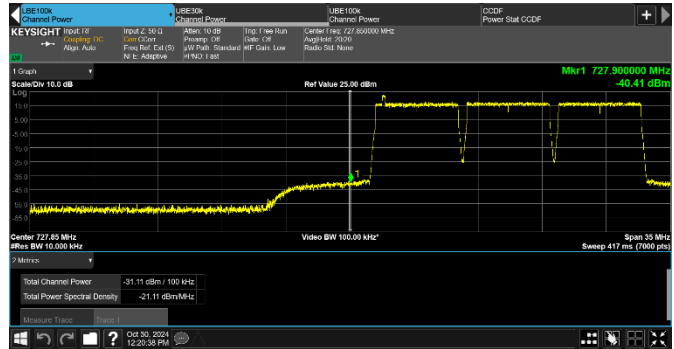 LBE100k
Channel Power
UBE30k
Channel Power
UBE100k
Channel Power
CCDF
Power Stat CCDF
KEYSIGHT
Input: RF
Coupling: DC
Align: Auto
Input Z: 50 Ω
Corr CCorr
Freq Ref: Ext (S)
NFE: Adaptive
Atten: 10 dB
Preamp: Off
µW Path: Standard
#PNO: Fast
Trig: Free Run
Gate: Off
#IF Gain: Low
Center Freq: 727.850000 MHz
Avg|Hold: 20/20
Radio Std: None
1 Graph
Scale/Div 10.0 dB
Ref Value 25.00 dBm
Mkr1 727.900000 MHz
-40.41 dBm
Log
15.0
5.00
-5.00
-15.0
-25.0
-35.0
-45.0
-55.0
-65.0
1
Center 727.85 MHz
#Res BW 10.000 kHz
Video BW 100.00 kHz*
Span 35 MHz
Sweep 417 ms (7000 pts)
2 Metrics
Total Channel Power -31.11 dBm / 100 kHz
Total Power Spectral Density -21.11 dBm/MHz
Measure Trace Trace 1
?
Oct 30, 2024
12:20:38 PM